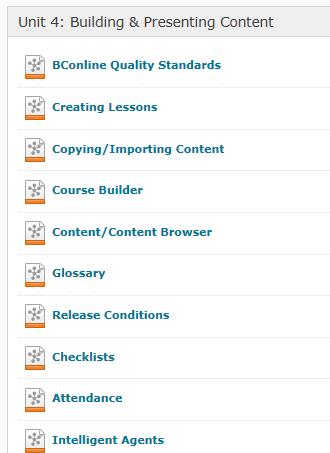 Unit 4: Building & Presenting Content
BConline Quality Standards
Creating Lessons
Copying/Importing Content
Course Builder
Content/Content Browser
Glossary
Release Conditions
Checklists
Attendance
Intelligent Agents